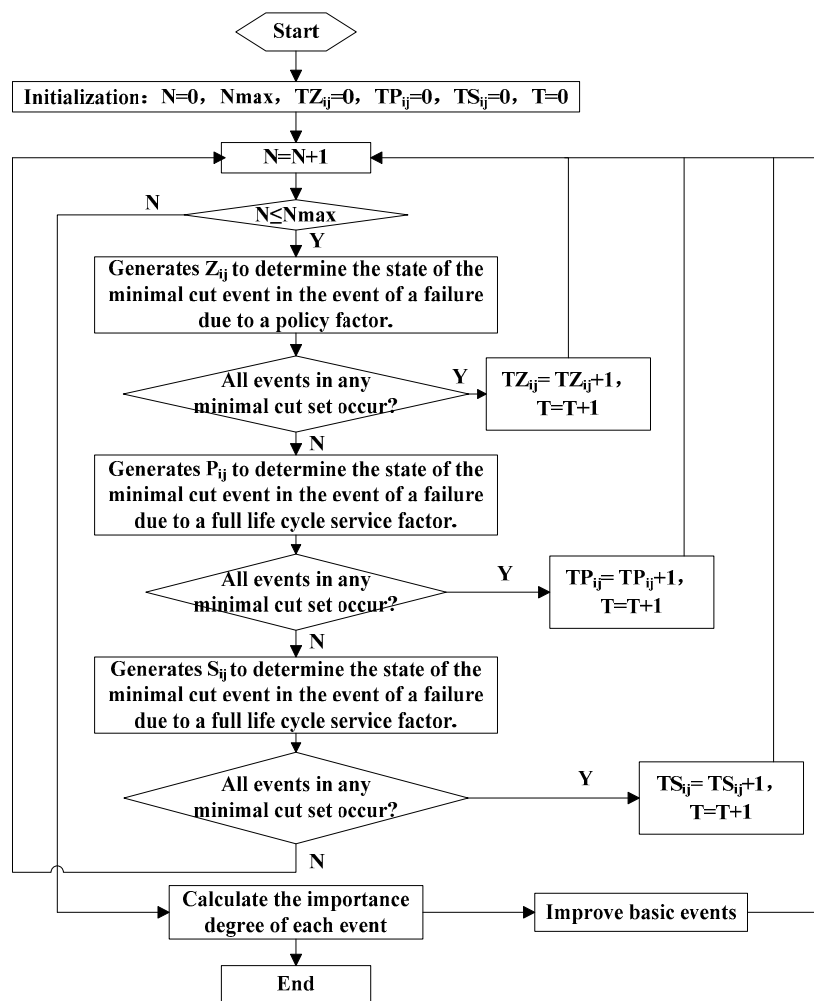 Start
Initialization：N=0，Nmax，TZij=0，TPij=0，TSij=0，T=0
N=N+1
N
N≤Nmax
Y
Generates Zij to determine the state of the
minimal cut event in the event of a failure
due to a policy factor.
All events in any
minimal cut set occur?
Y
TZij= TZij+1，
T=T+1
N
Generates Pij to determine the state of the
minimal cut event in the event of a failure
due to a full life cycle service factor.
All events in any
minimal cut set occur?
Y
TPij= TPij+1，
T=T+1
N
Generates Sij to determine the state of the
minimal cut event in the event of a failure
due to a full life cycle service factor.
All events in any
minimal cut set occur?
Y
TSij= TSij+1，
T=T+1
N
Calculate the importance
degree of each event
Improve basic events
End